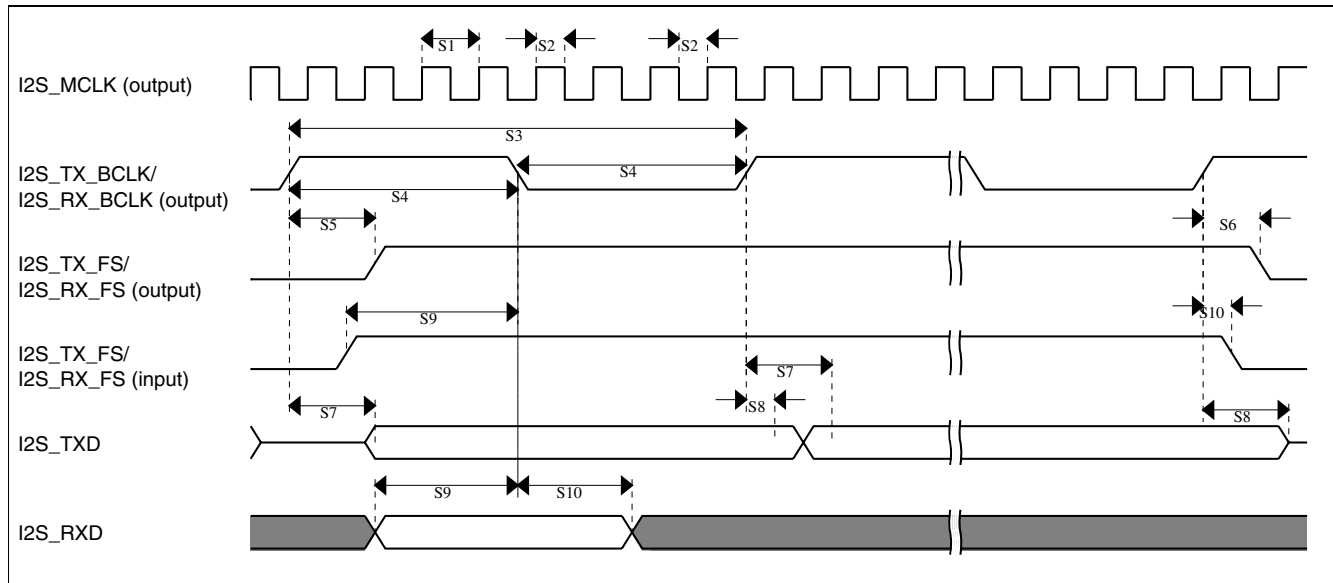 S1
S2
S2
I2S_MCLK (output)
S3
I2S_TX_BCLK/
I2S_RX_BCLK (output)
S4
S4
S5
S6
I2S_TX_FS/
I2S_RX_FS (output)
S9
S10
I2S_TX_FS/
I2S_RX_FS (input)
S7
S7
S8
S8
I2S_TXD
S9
S10
I2S_RXD